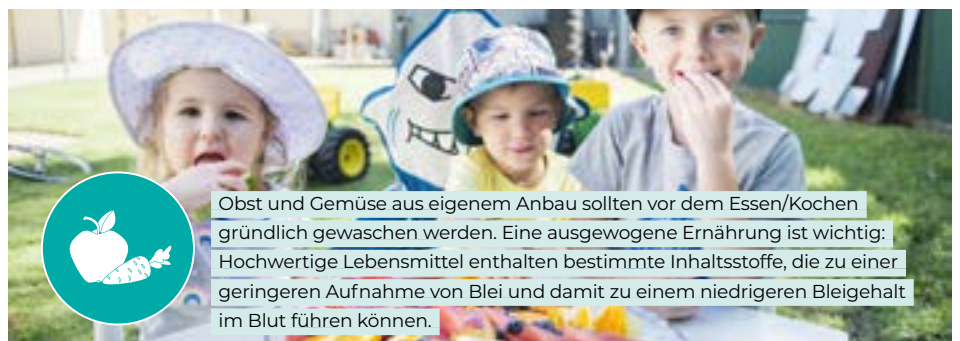 Obst und Gemüse aus eigenem Anbau sollten vor dem Essen/Kochen
gründlich gewaschen werden. Eine ausgewogene Ernährung ist wichtig:
Hochwertige Lebensmittel enthalten bestimmte Inhaltsstoffe, die zu einer
geringeren Aufnahme von Blei und damit zu einem niedrigeren Bleigehalt
im Blut führen können.